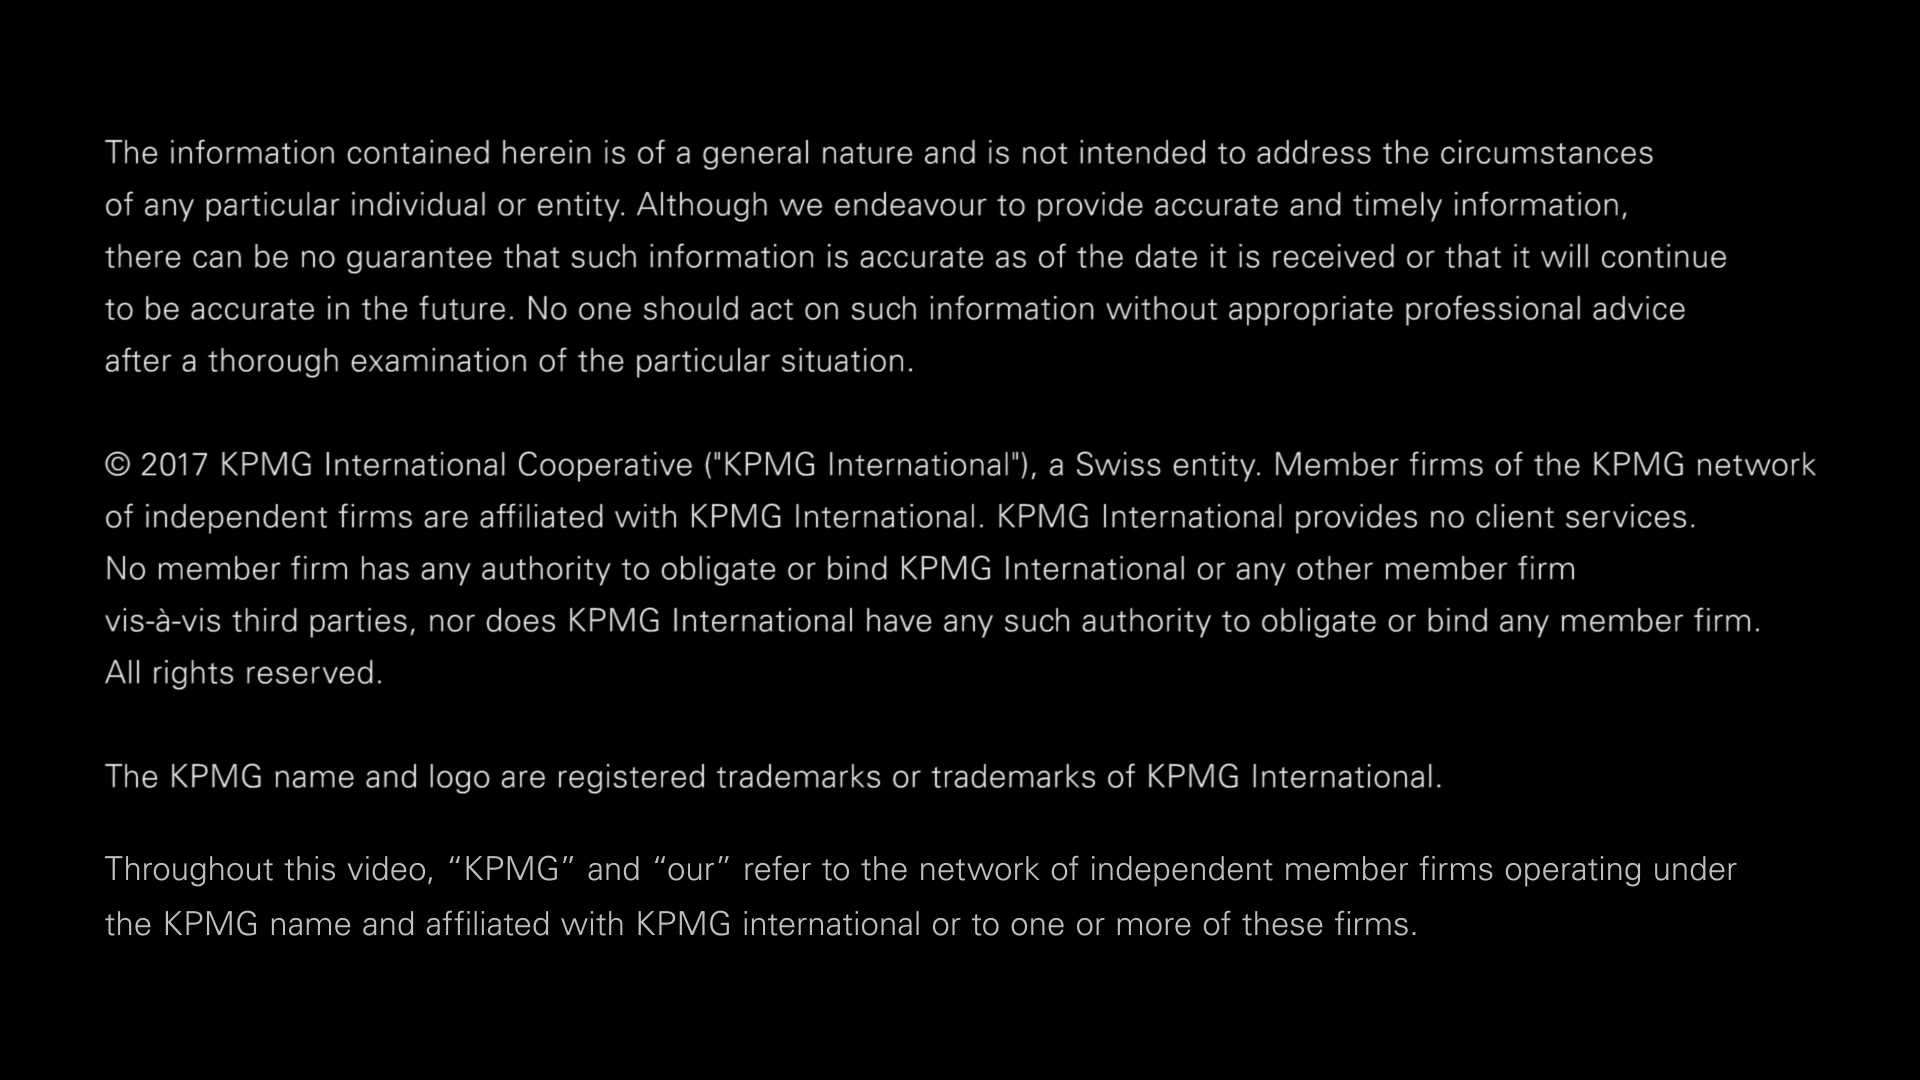 The information contained herein is of a general nature and is not intended to address the circumstances
of any particular individual or entity. Although we endeavour to provide accurate and timely information,
there can be no guarantee that such information is accurate as of the date it is received or that it will continue
to be accurate in the future. No one should act on such information without appropriate professional advice
after a thorough examination of the particular situation.
© 2017 KPMG International Cooperative ("KPMG International"), a Swiss entity. Member firms of the KPMG network
of independent firms are affiliated with KPMG International. KPMG International provides no client services.
No member firm has any authority to obligate or bind KPMG International or any other member firm
vis-à-vis third parties, nor does KPMG International have any such authority to obligate or bind any member firm.
All rights reserved.
The KPMG name and logo are registered trademarks or trademarks of KPMG International.
Throughout this video, “KPMG” and “our” refer to the network of independent member firms operating under
the KPMG name and affiliated with KPMG international or to one or more of these firms.